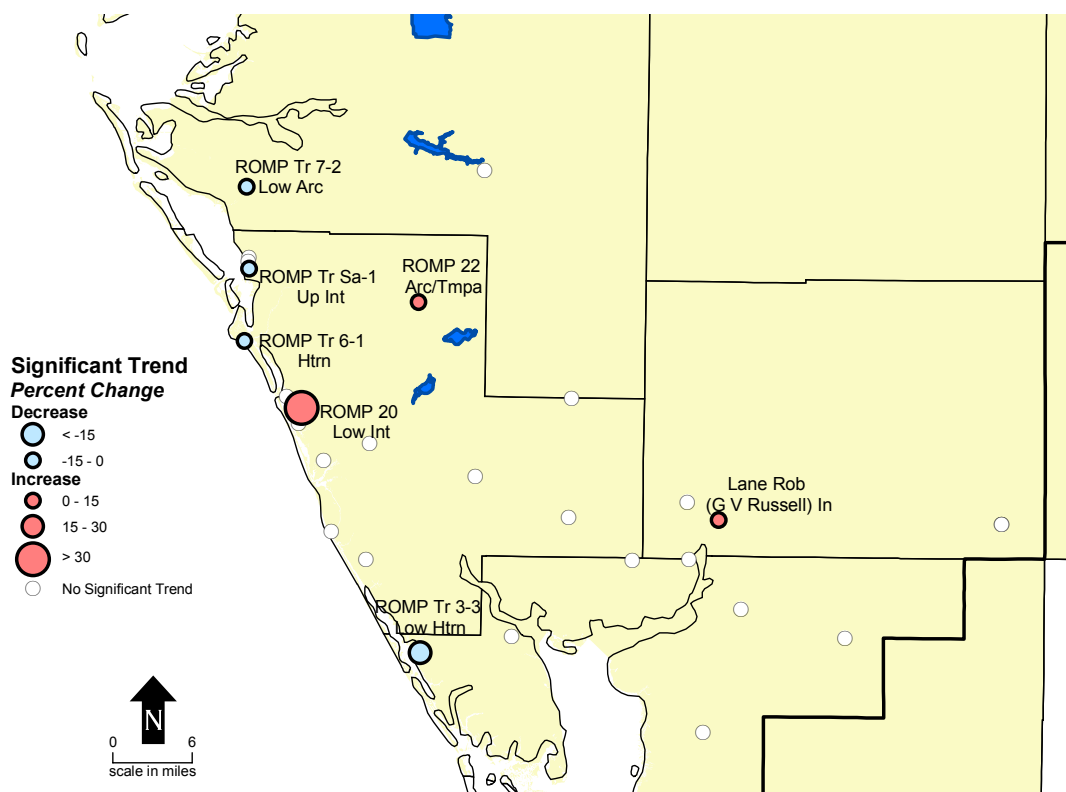 ROMP Tr 7-2
Low Arc
ROMP Tr Sa-1
Up Int
ROMP 22
Arc/Tmpa
ROMP Tr 6-1
Htrn
Significant Trend
Percent Change
Decrease
< -15
-15 - 0
Increase
0 - 15
15 - 30
> 30
No Significant Trend
ROMP 20
Low Int
Lane Rob
(G V Russell) In
ROMP Tr 3-3
Low Htrn
N
0 6
scale in miles